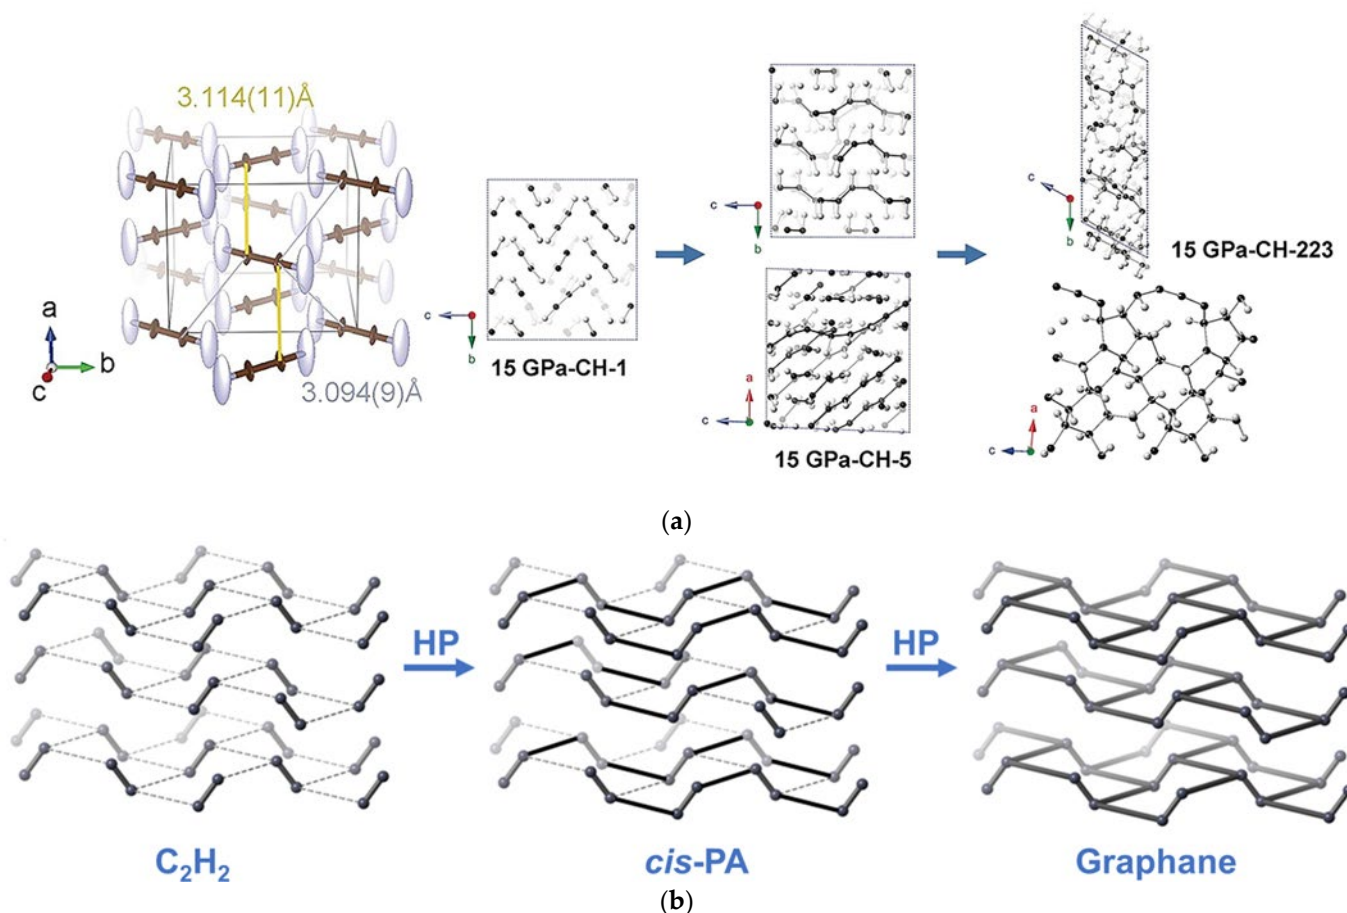 3.114(11)Å
a
b
c
3.094(9)Å
c
b
15 GPa-CH-1
c
b
a
c
15 GPa-CH-5
c
b
15 GPa-CH-223
a
c
(a)
HP
HP
C₂H₂
cis-PA
Graphane
(b)